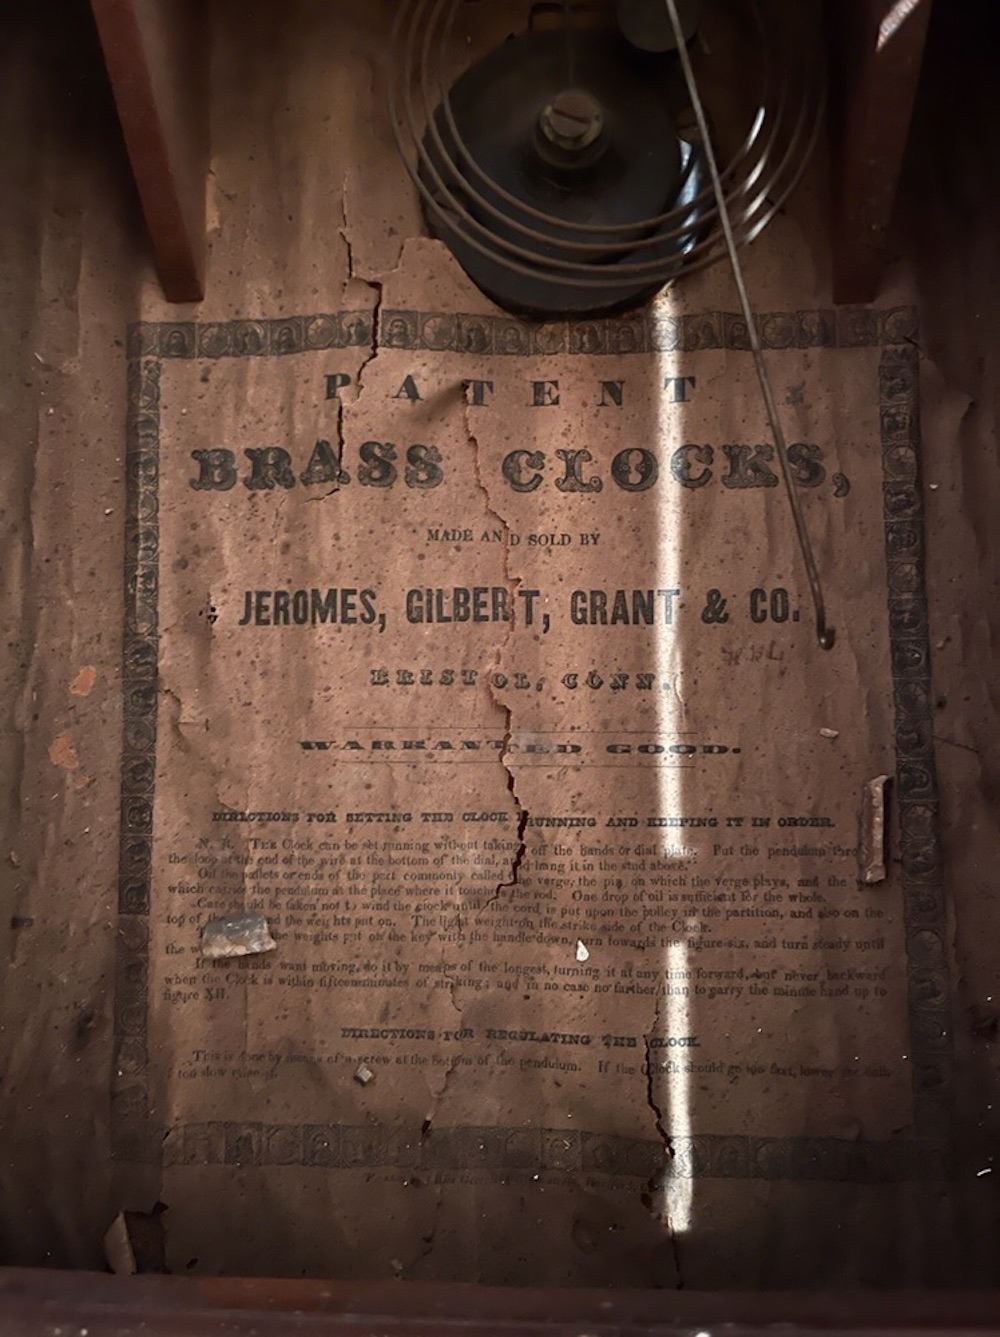 PATENT
BRASS CLOCKS,
MADE AND SOLD BY
JEROMES, GILBERT, GRANT & CO.
BRISTOL, CONN.
WARRANTED GOOD.
DIRECTIONS FOR SETTING THE CLOCK RUNNING AND KEEPING IT IN ORDER.
N. B. THE Clock can be set running without taking off the hands or dial plate. Put the pendulum
the loop at the end of the wire at the bottom of the dial, and hang it in the stud above.
Oil the pallets or ends of the part commonly called the verge, the pin on which the verge plays, and the
which carries the pendulum at the place where it touches the rod. One drop of oil is sufficient for the whole.
Care should be taken not to wind the clock until the cord is put upon the pulley in the partition, and also on the
top of the and the weights put on. The light weight on the strike side of the Clock.
the weights put on the key with the handle down, turn towards the figure six, and turn steady until
the
If the hands want moving, do it by means of the longest, turning it at any time forward, but never backward
when the Clock is within fifteen minutes of striking; and in no case no farther than to carry the minute hand up to
figure XII.
DIRECTIONS FOR REGULATING THE CLOCK.
This is done by means of a screw at the bottom of the pendulum. If the Clock should go too fast, lower the ball,
if too slow raise it.